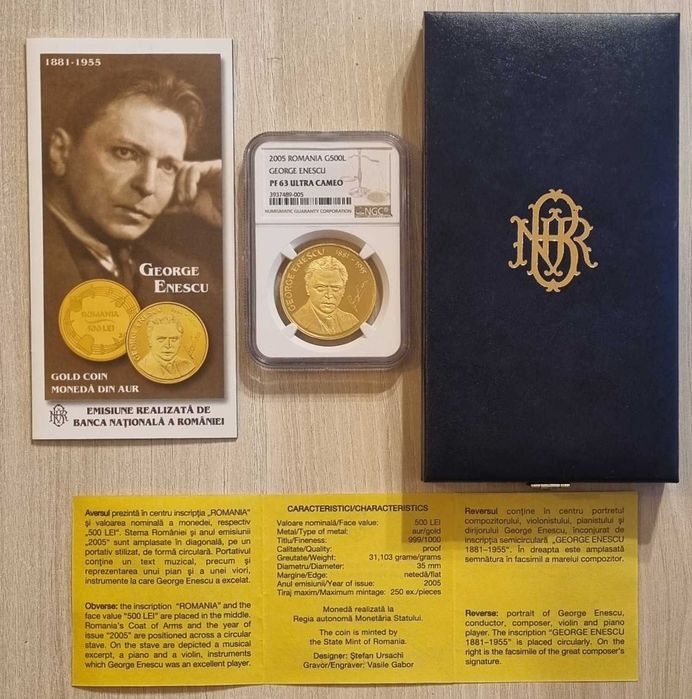 1881-1955
GEORGE
ENESCU
ROMANIA
500 LEI
GOLD COIN
MONEDĂ DIN AUR
EMISIUNE REALIZATĂ DE
BANCA NAȚIONALĂ A ROMÂNIEI
2005 ROMANIA G500L
GEORGE ENESCU
PF 63 ULTRA CAMEO
3937489-005
NUMISMATIC GUARANTY CORPORATION
NGC
GEORGE ENESCU 1881-1955
BNR
Aversul prezintă în centru inscripția „ROMANIA"
și valoarea nominală a monedei, respectiv
„500 LEI". Stema României și anul emisiunii
„2005" sunt amplasate în diagonală, pe un
portativ stilizat, de formă circulară. Portativul
conține un text muzical, precum și
reprezentarea unui pian și a unei viori,
instrumente la care George Enescu a excelat.
Obverse: the inscription "ROMANIA" and the
face value "500 LEI" are placed in the middle.
Romania's Coat of Arms and the year of
issue "2005" are positioned across a circular
stave. On the stave are depicted a musical
excerpt, a piano and a violin, instruments
which George Enescu was an excellent player.
CARACTERISTICI/CHARACTERISTICS
Valoare nominală/Face value: 500 LEI
Metal/Type of metal: aur/gold
Titlu/Fineness: 999/1000
Calitate/Quality: proof
Greutate/Weight: 31,103 grame/grams
Diametru/Diameter: 35 mm
Margine/Edge: netedă/flat
Anul emisiunii/Year of issue: 2005
Tiraj maxim/Maximum mintage: 250 ex./pieces
Monedă realizată la
Regia autonomă Monetăria Statului.
The coin is minted by
the State Mint of Romania.
Designer: Ștefan Ursachi
Gravor/Engraver: Vasile Gabor
Reversul conține în centru portretul
compozitorului, violonistului, pianistului și
dirijorului George Enescu, înconjurat de
inscripția semicirculară „GEORGE ENESCU
1881–1955". În dreapta este amplasată
semnătura în facsimil a marelui compozitor.
Reverse: portrait of George Enescu,
conductor, composer, violin and piano
player. The inscription "GEORGE ENESCU
1881–1955" is placed circularly. On the
right is the facsimile of the great composer's
signature.